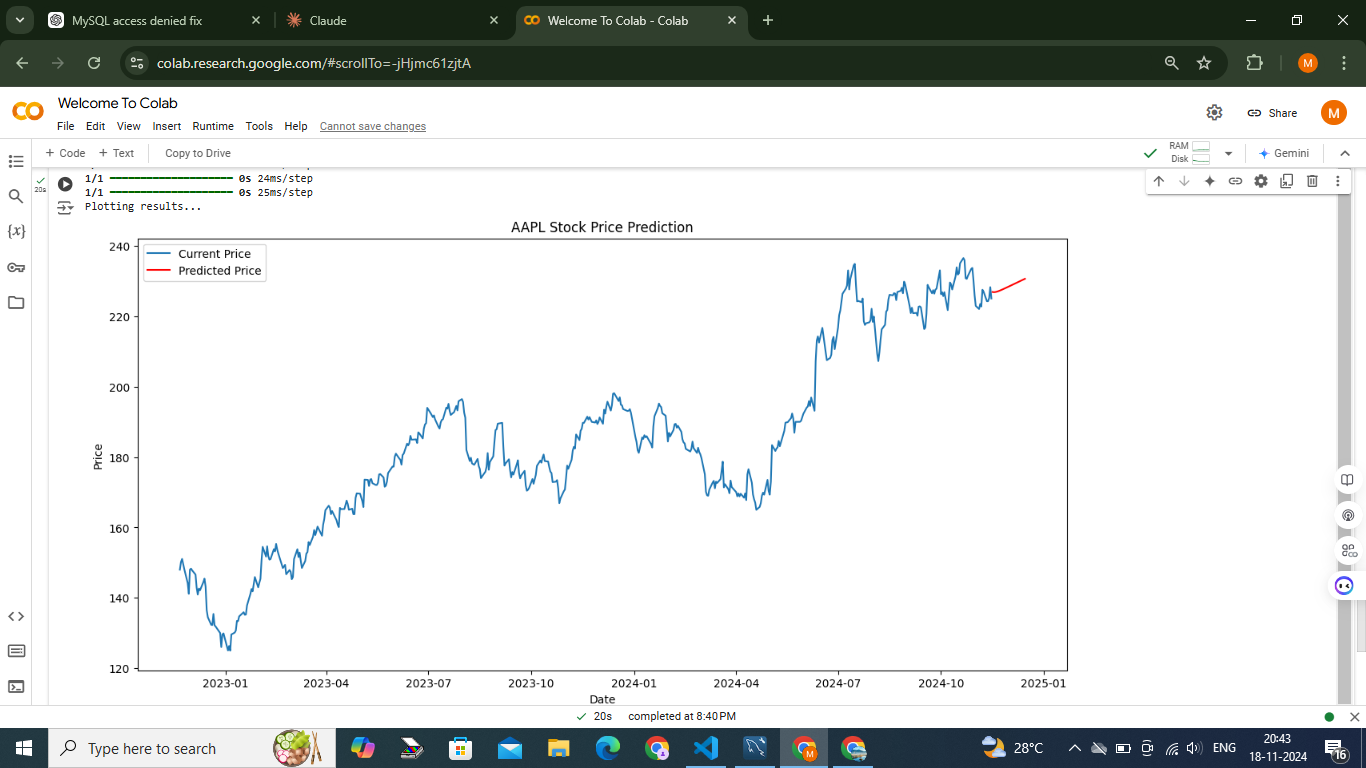 MySQL access denied fix
Claude
Welcome To Colab - Colab
colab.research.google.com/#scrollTo=-jHjmc61zjtA
M
CO
Welcome To Colab
File Edit View Insert Runtime Tools Help Cannot save changes
Share
M
+ Code + Text Copy to Drive
RAM
Disk
Gemini
20s
1/1 0s 24ms/step
1/1 0s 25ms/step
Plotting results...
{x}
AAPL Stock Price Prediction
Current Price
Predicted Price
240
220
200
180
160
140
120
Price
2023-01 2023-04 2023-07 2023-10 2024-01 2024-04 2024-07 2024-10 2025-01
Date
20s completed at 8:40 PM
Type here to search
28°C
ENG
20:43
18-11-2024
16